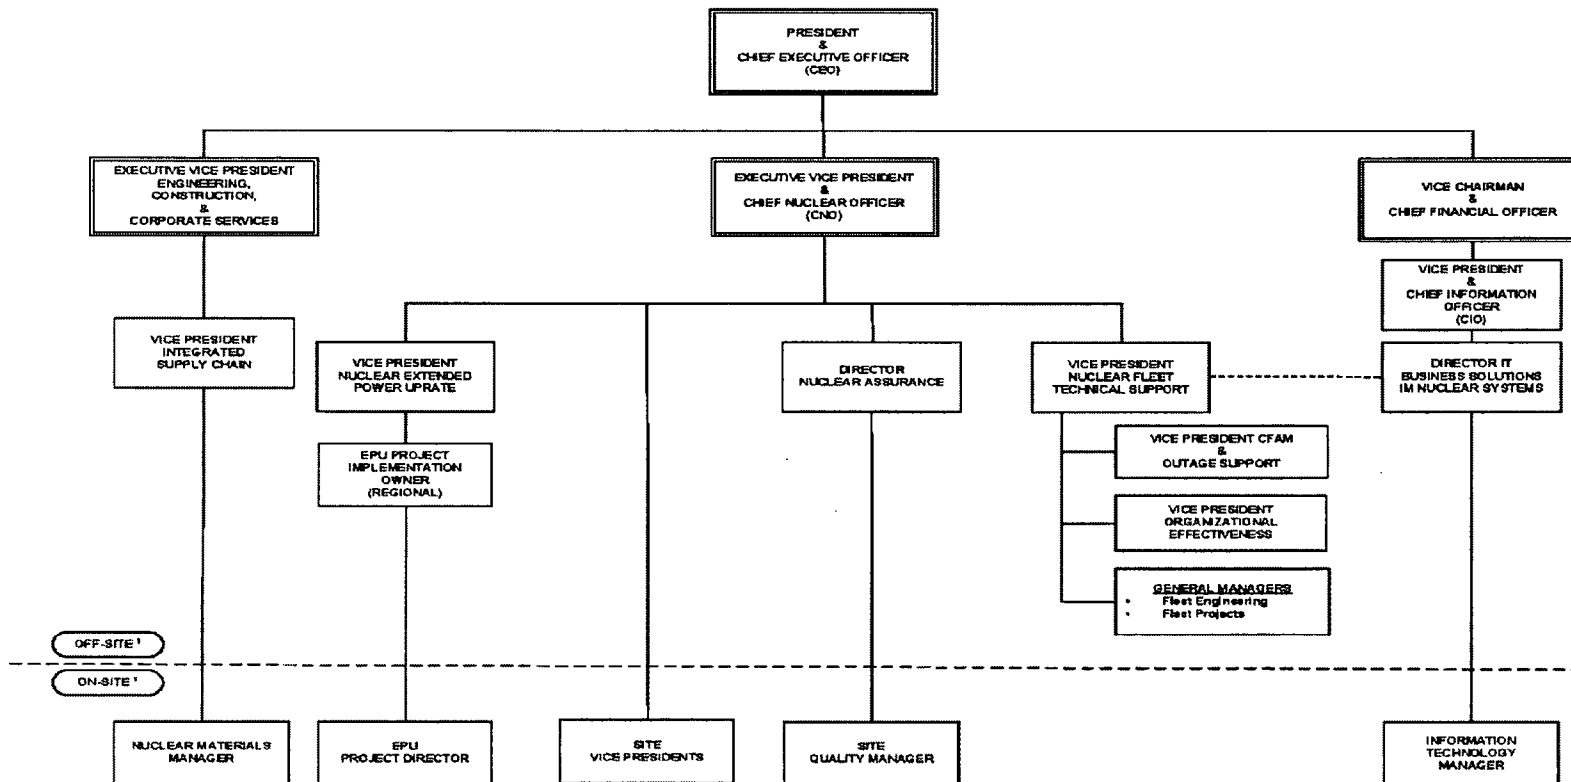 PRESIDENT
&
CHIEF EXECUTIVE OFFICER
(CEO)
EXECUTIVE VICE PRESIDENT
ENGINEERING,
CONSTRUCTION,
&
CORPORATE SERVICES
EXECUTIVE VICE PRESIDENT
&
CHIEF NUCLEAR OFFICER
(CNO)
VICE CHAIRMAN
&
CHIEF FINANCIAL OFFICER
VICE PRESIDENT
&
CHIEF INFORMATION
OFFICER
(CIO)
VICE PRESIDENT
INTEGRATED
SUPPLY CHAIN
VICE PRESIDENT
NUCLEAR EXTENDED
POWER UPRATE
DIRECTOR
NUCLEAR ASSURANCE
VICE PRESIDENT
NUCLEAR FLEET
TECHNICAL SUPPORT
DIRECTOR IT
BUSINESS SOLUTIONS
IM NUCLEAR SYSTEMS
EPU PROJECT
IMPLEMENTATION
OWNER
(REGIONAL)
VICE PRESIDENT CFAM
&
OUTAGE SUPPORT
VICE PRESIDENT
ORGANIZATIONAL
EFFECTIVENESS
GENERAL MANAGERS
• Fleet Engineering
• Fleet Projects
OFF-SITE ¹
ON-SITE ¹
NUCLEAR MATERIALS
MANAGER
EPU
PROJECT DIRECTOR
SITE
VICE PRESIDENTS
SITE
QUALITY MANAGER
INFORMATION
TECHNOLOGY
MANAGER